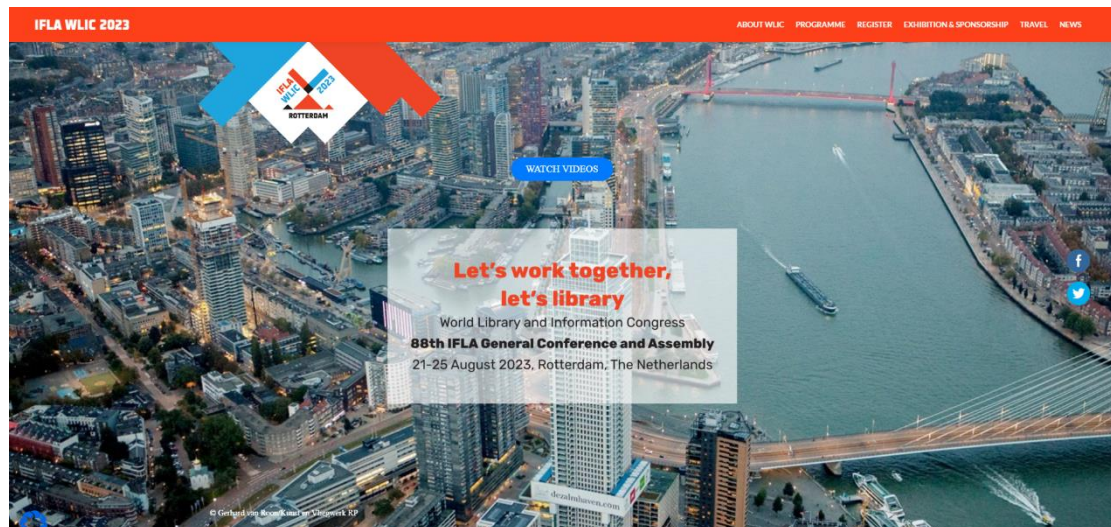 IFLA WLIC 2023
ABOUT WLIC PROGRAMME REGISTER EXHIBITION & SPONSORSHIP TRAVEL NEWS
IFLA
WLIC 2023
ROTTERDAM
WATCH VIDEOS
Let's work together,
let's library
World Library and Information Congress
88th IFLA General Conference and Assembly
21-25 August 2023, Rotterdam, The Netherlands
dezalmhaven.com
© Gerhard van